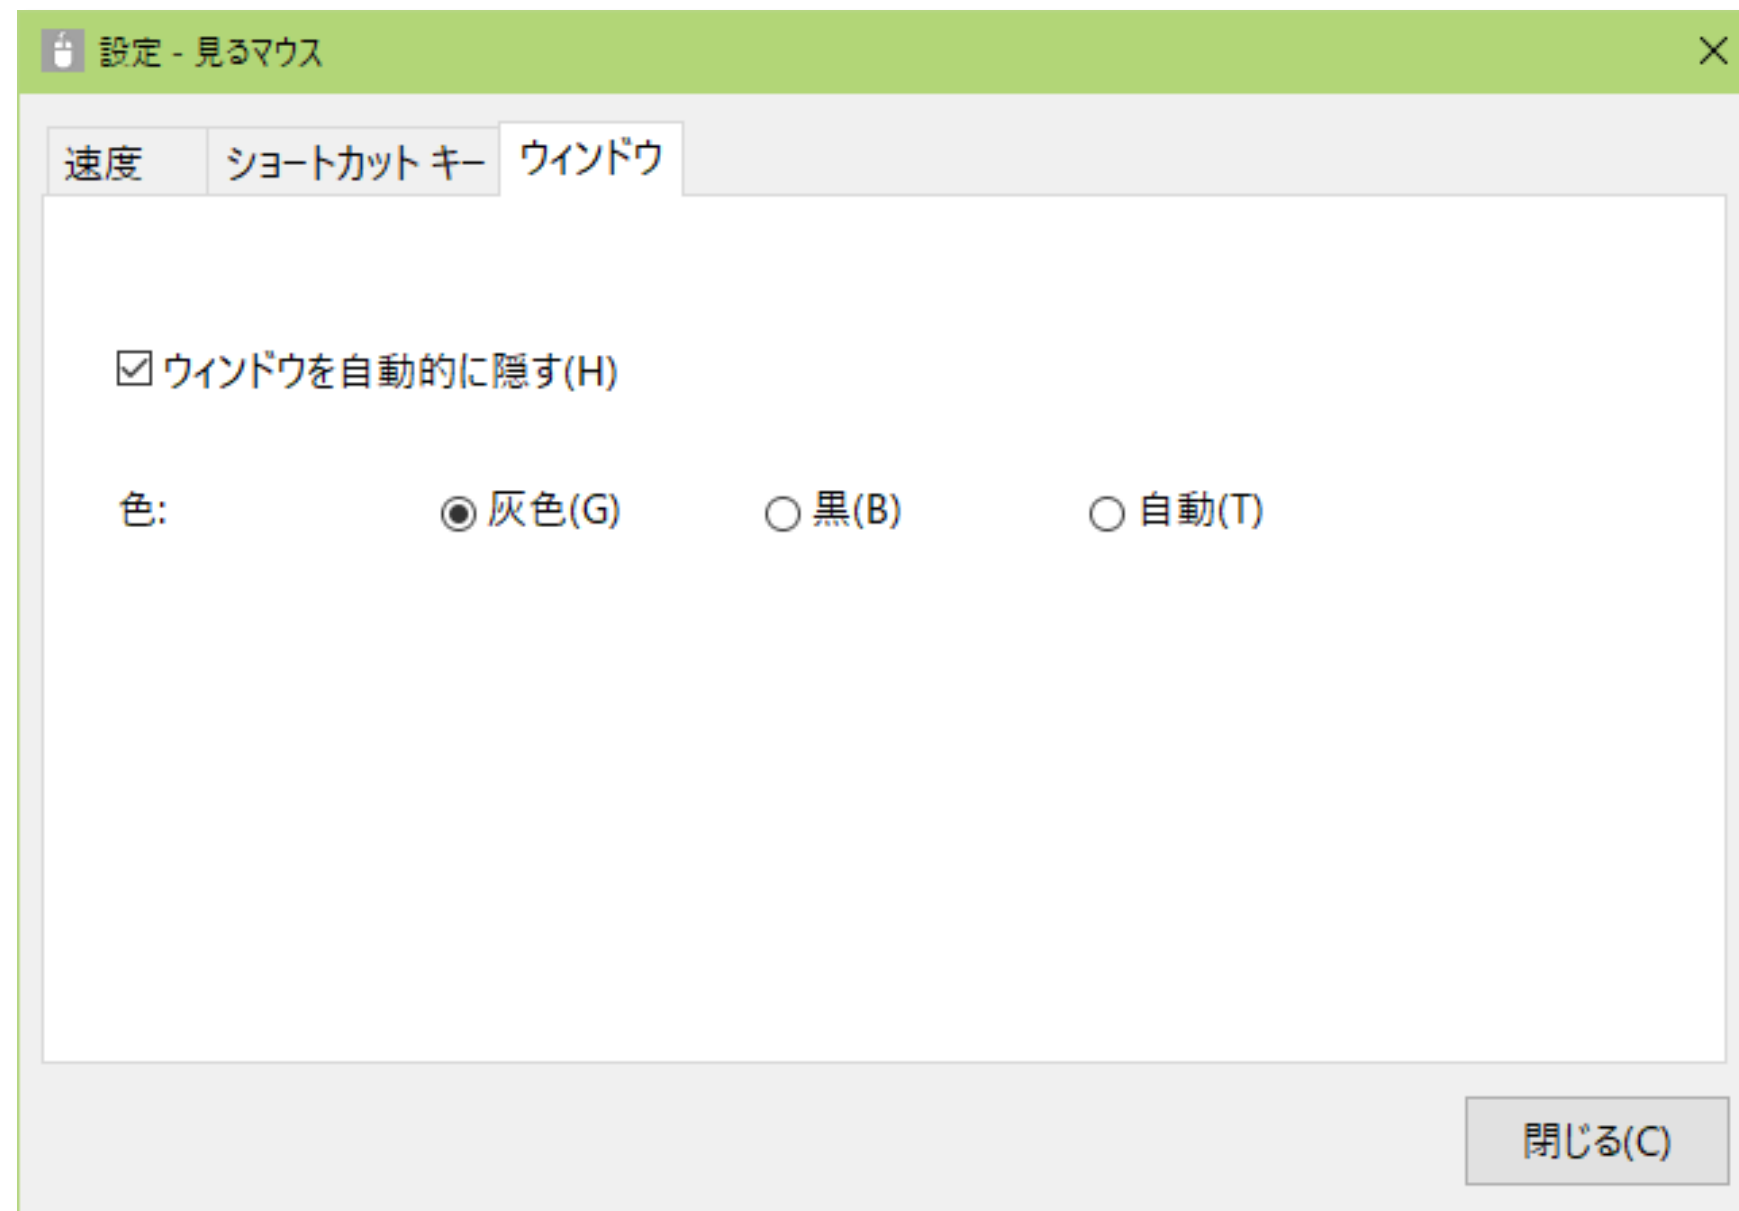 設定 - 見るマウス
速度 ショートカット キー ウィンドウ
ウィンドウを自動的に隠す(H)
色: 灰色(G) 黒(B) 自動(T)
閉じる(C)